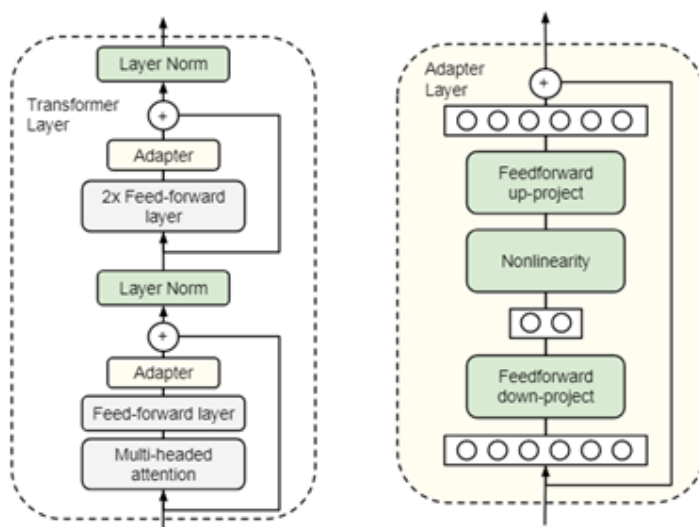 Layer Norm
Transformer
Layer
+
Adapter
2x Feed-forward
layer
Layer Norm
+
Adapter
Feed-forward layer
Multi-headed
attention
Adapter
Layer
+
Feedforward
up-project
Nonlinearity
Feedforward
down-project